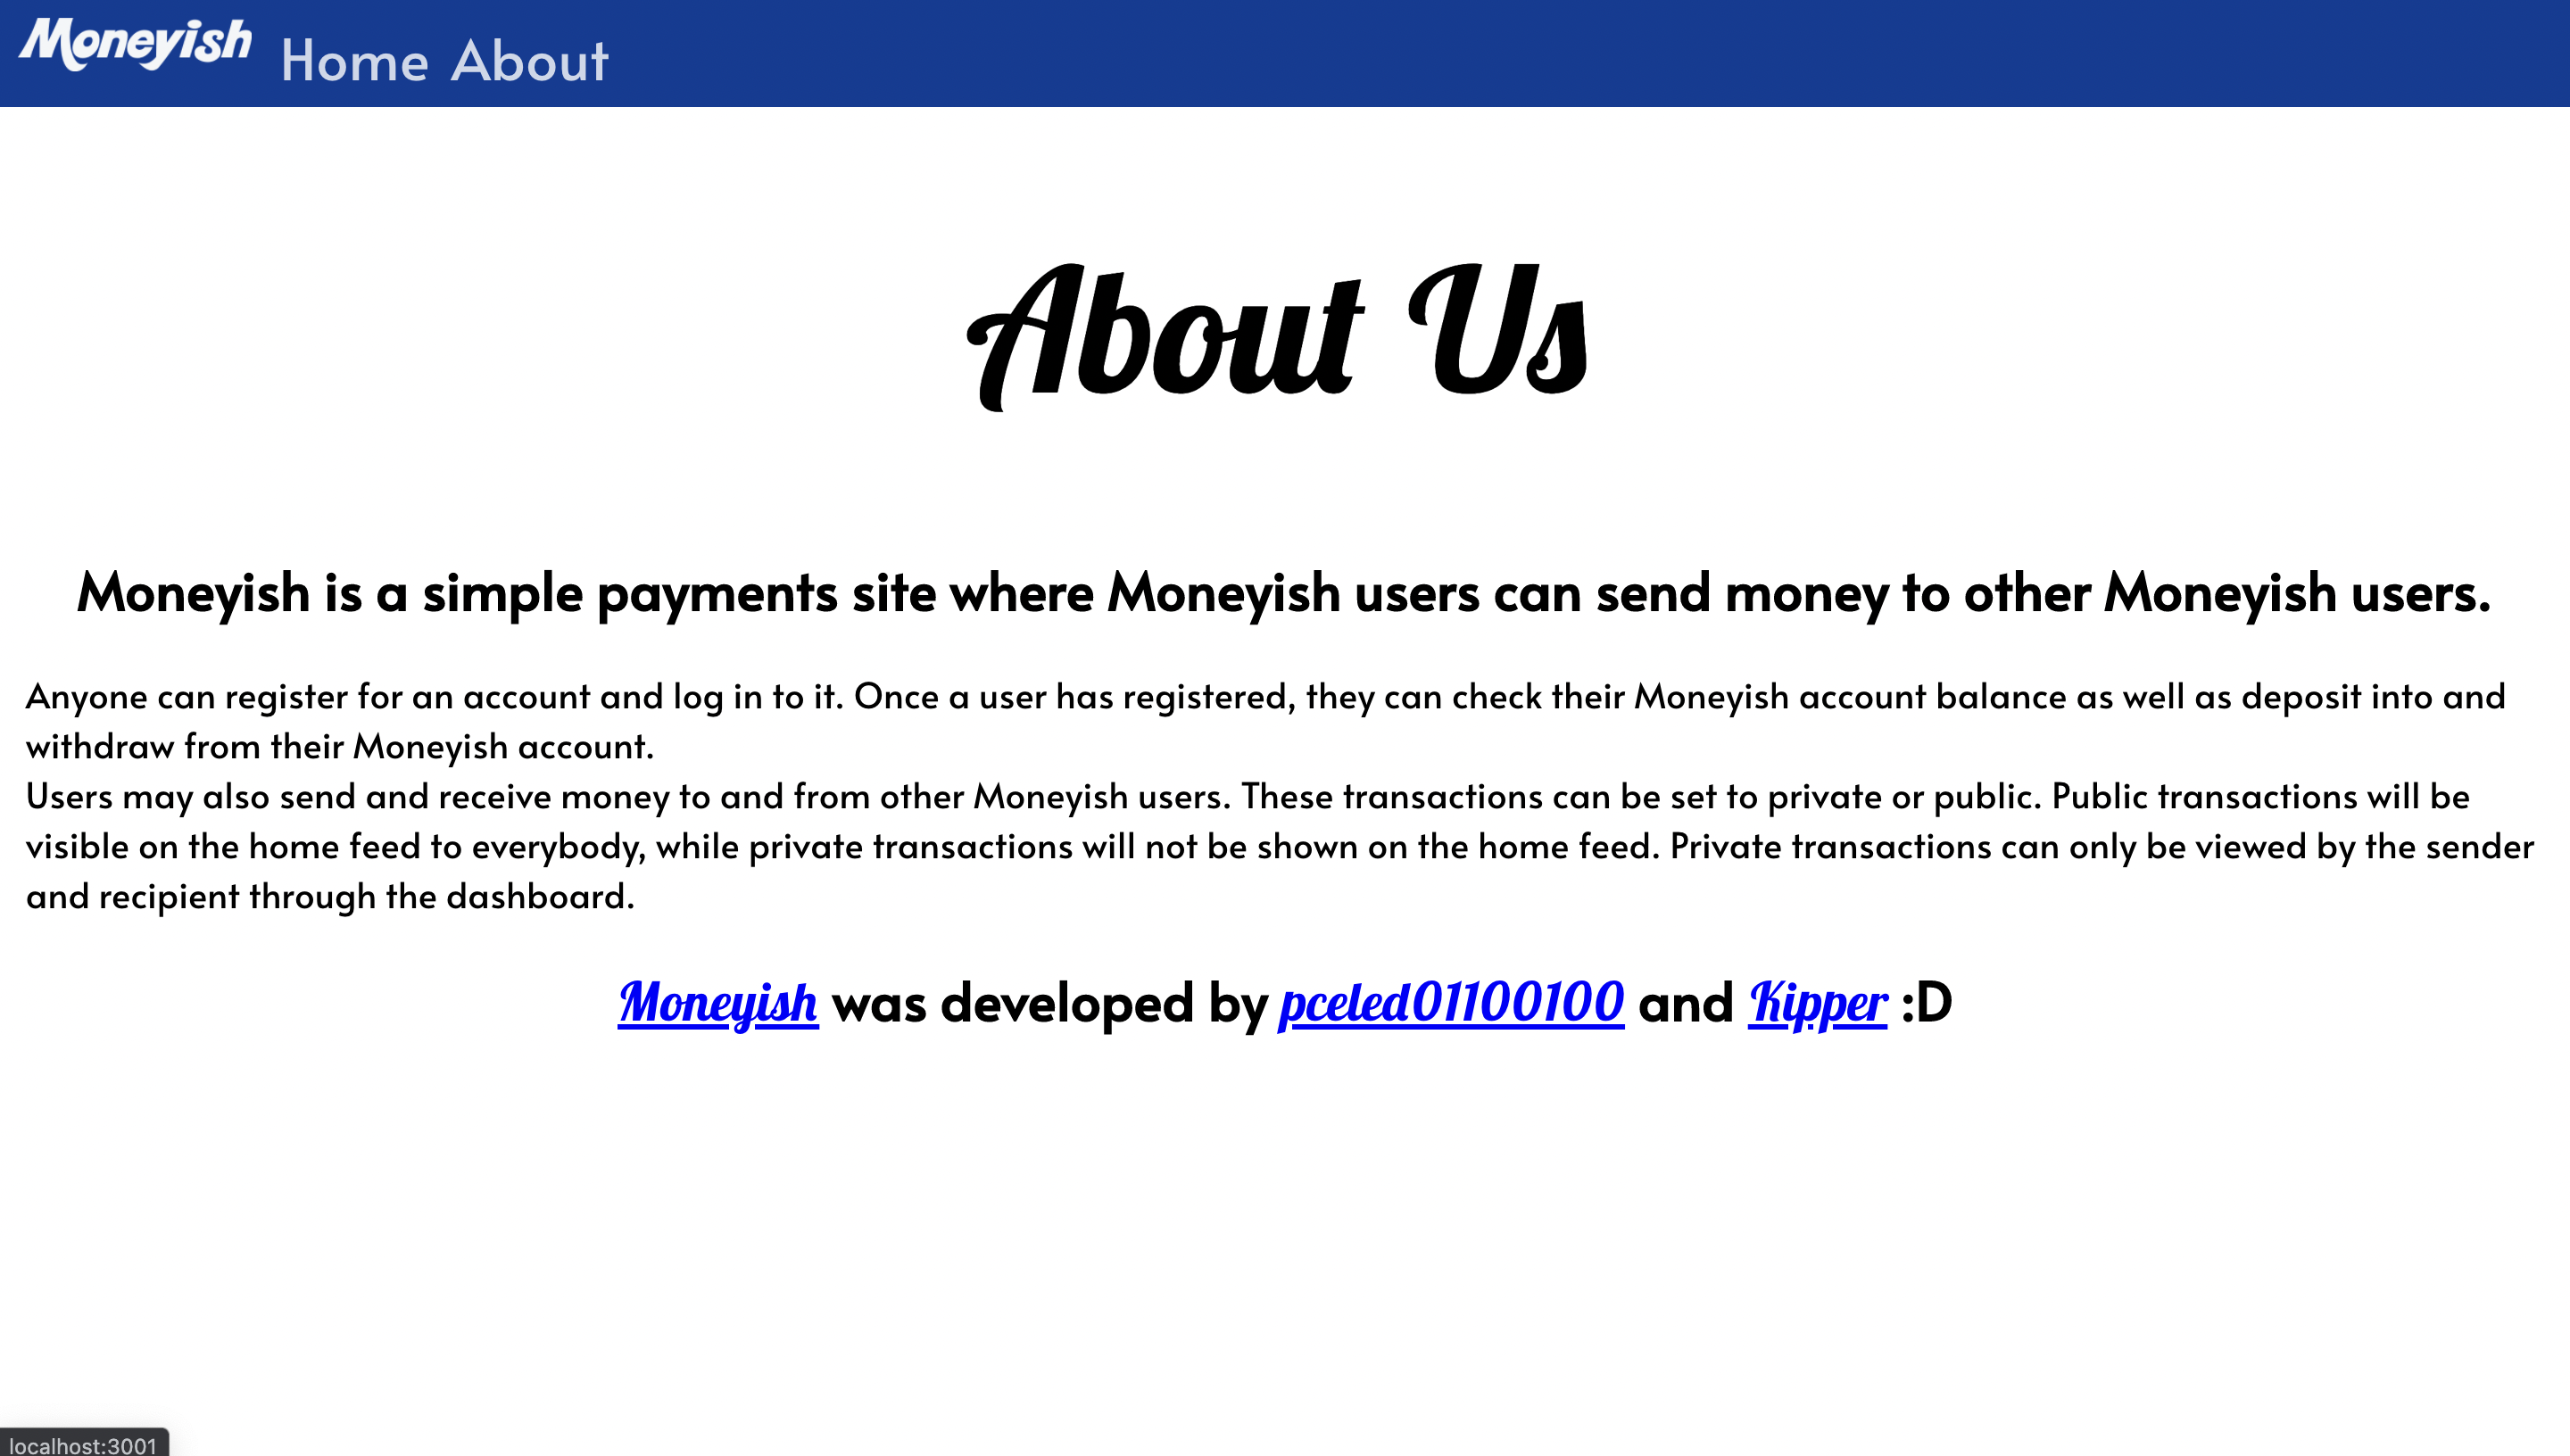 Moneyish Home About
About Us
Moneyish is a simple payments site where Moneyish users can send money to other Moneyish users.
Anyone can register for an account and log in to it. Once a user has registered, they can check their Moneyish account balance as well as deposit into and
withdraw from their Moneyish account.
Users may also send and receive money to and from other Moneyish users. These transactions can be set to private or public. Public transactions will be
visible on the home feed to everybody, while private transactions will not be shown on the home feed. Private transactions can only be viewed by the sender
and recipient through the dashboard.
Moneyish was developed by pceled01100100 and Kipper :D
localhost:3001